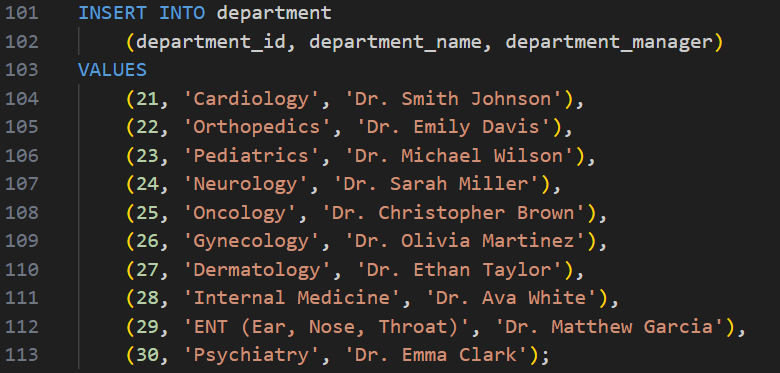 101 INSERT INTO department
102 (department_id, department_name, department_manager)
103 VALUES
104 (21, 'Cardiology', 'Dr. Smith Johnson'),
105 (22, 'Orthopedics', 'Dr. Emily Davis'),
106 (23, 'Pediatrics', 'Dr. Michael Wilson'),
107 (24, 'Neurology', 'Dr. Sarah Miller'),
108 (25, 'Oncology', 'Dr. Christopher Brown'),
109 (26, 'Gynecology', 'Dr. Olivia Martinez'),
110 (27, 'Dermatology', 'Dr. Ethan Taylor'),
111 (28, 'Internal Medicine', 'Dr. Ava White'),
112 (29, 'ENT (Ear, Nose, Throat)', 'Dr. Matthew Garcia'),
113 (30, 'Psychiatry', 'Dr. Emma Clark');